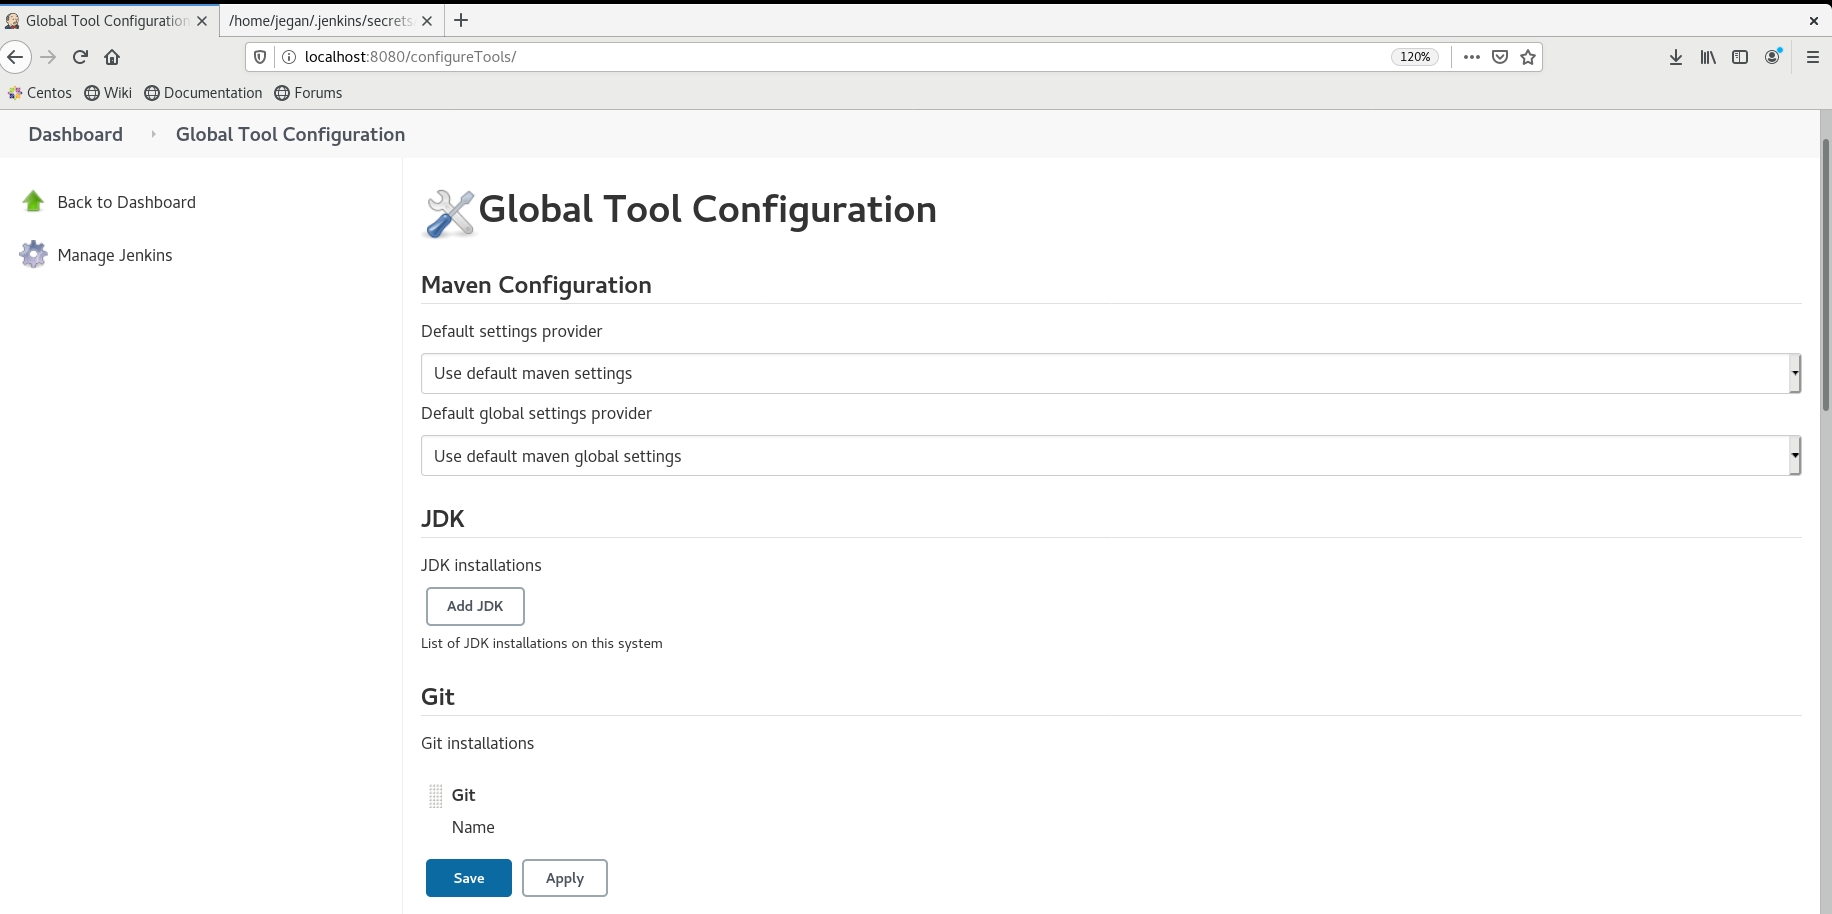 Global Tool Configuration
/home/jegan/.jenkins/secrets
localhost:8080/configureTools/
120%
Centos
Wiki
Documentation
Forums
Dashboard
Global Tool Configuration
Back to Dashboard
Manage Jenkins
Global Tool Configuration
Maven Configuration
Default settings provider
Use default maven settings
Default global settings provider
Use default maven global settings
JDK
JDK installations
Add JDK
List of JDK installations on this system
Git
Git installations
Git
Name
Save
Apply